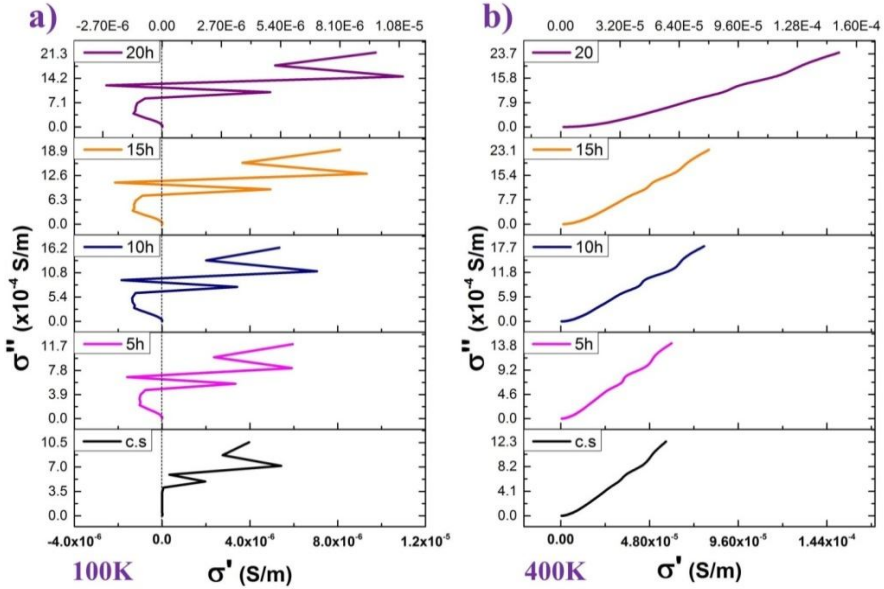 -2.70E-6 0.00 2.70E-6 5.40E-6 8.10E-6 1.08E-5
a)
20h
21.3
14.2
7.1
0.0
15h
18.9
12.6
6.3
0.0
10h
16.2
10.8
5.4
0.0
5h
11.7
7.8
3.9
0.0
c.s
10.5
7.0
3.5
0.0
σ'' (x10⁻⁴ S/m)
-4.0x10⁻⁶ 0.0 4.0x10⁻⁶ 8.0x10⁻⁶ 1.2x10⁻⁵
100K
σ' (S/m)
0.00 3.20E-5 6.40E-5 9.60E-5 1.28E-4 1.60E-4
b)
20
23.7
15.8
7.9
0.0
15h
23.1
15.4
7.7
0.0
10h
17.7
11.8
5.9
0.0
5h
13.8
9.2
4.6
0.0
c.s
12.3
8.2
4.1
0.0
σ'' (x10⁻⁴ S/m)
0.00 4.80x10⁻⁵ 9.60x10⁻⁵ 1.44x10⁻⁴
400K
σ' (S/m)